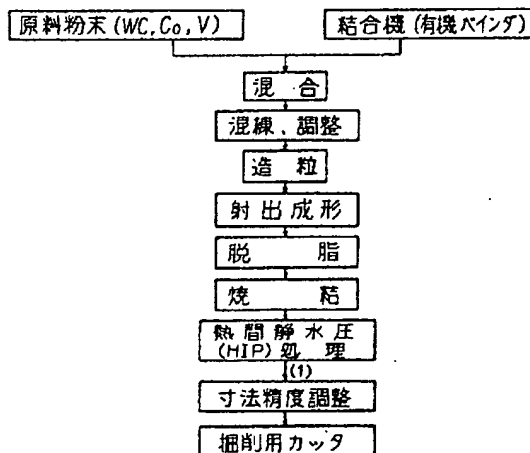 原料粉末(WC,Co,V)
結合機(有機バインダ)
混合
混練、調整
造粒
射出成形
脱脂
焼結
熱間静水圧
(HIP)処理
(1)
寸法精度調整
掘削用カッタ